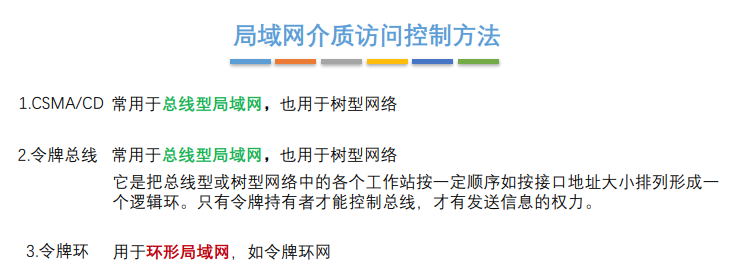 局域网介质访问控制方法
1.CSMA/CD 常用于总线型局域网，也用于树型网络
2.令牌总线 常用于总线型局域网，也用于树型网络
它是把总线型或树型网络中的各个工作站按一定顺序如按接口地址大小排列形成一
个逻辑环。只有令牌持有者才能控制总线，才有发送信息的权力。
3.令牌环 用于环形局域网，如令牌环网